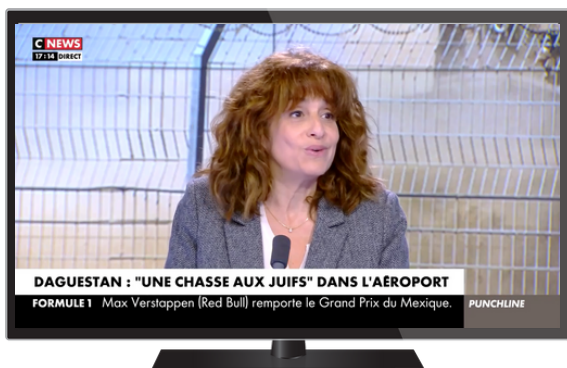 CNEWS
17:14 DIRECT
DAGUESTAN : "UNE CHASSE AUX JUIFS" DANS L'AÉROPORT
FORMULE 1 Max Verstappen (Red Bull) remporte le Grand Prix du Mexique. PUNCHLINE